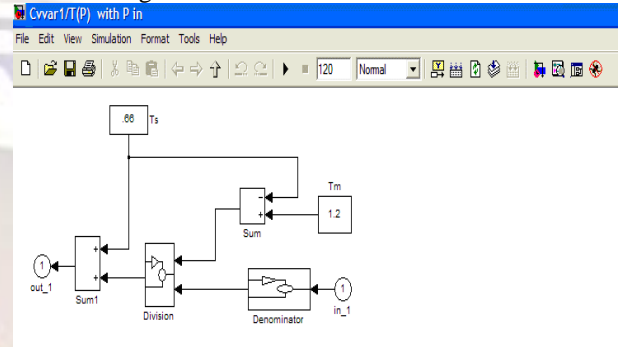 Cvvar1/T(P) with P in
File Edit View Simulation Format Tools Help
120 Normal
.66 Ts
Tm
1.2
Sum
1
out_1
Sum1
Division
Denominator
1
in_1